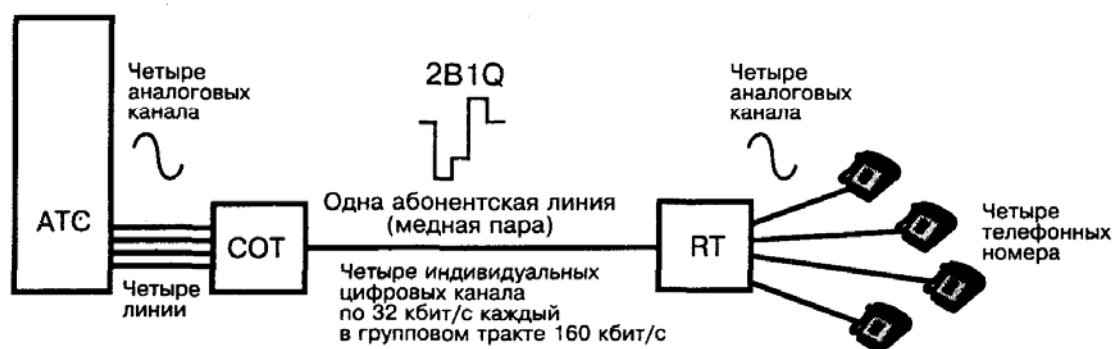 Четыре
аналоговых
канала
2B1Q
Четыре
аналоговых
канала
АТС
СОТ
Одна абонентская линия
(медная пара)
RT
Четыре
телефонных
номера
Четыре
линии
Четыре индивидуальных
цифровых канала
по 32 кбит/с каждый
в групповом тракте 160 кбит/с